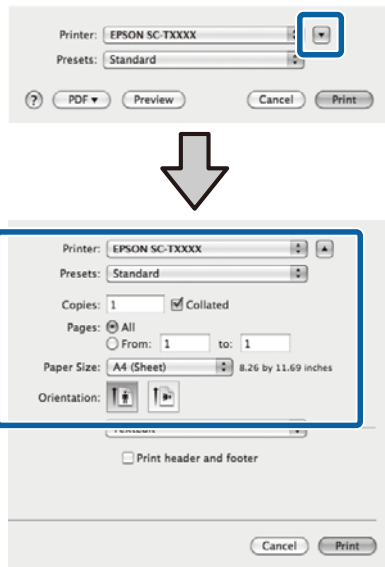 Printer: EPSON SC-TXXXX
Presets: Standard
? PDF▼ Preview Cancel Print
Printer: EPSON SC-TXXXX
Presets: Standard
Copies: 1 Collated
Pages: All
From: 1 to: 1
Paper Size: A4 (Sheet) 8.26 by 11.69 inches
Orientation:
Print header and footer
Cancel Print